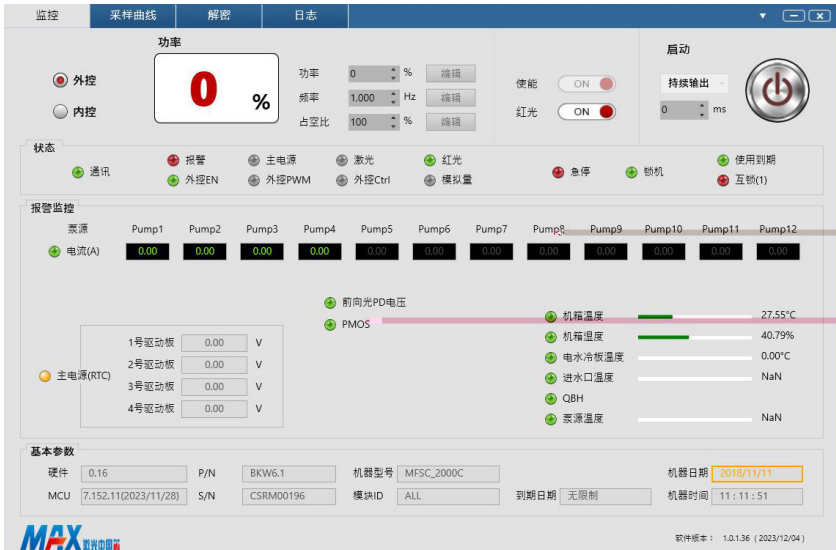 监控 采样曲线 解密 日志
功率 启动
外控 0 % 功率 0 % 编辑 使能 ON 持续输出
内控 频率 1,000 Hz 编辑 红光 ON 0 ms
占空比 100 % 编辑
状态
通讯 报警 主电源 激光 红光 急停 锁机 使用到期
外控EN 外控PWM 外控Ctrl 模拟量 互锁(1)
报警监控
泵源 Pump1 Pump2 Pump3 Pump4 Pump5 Pump6 Pump7 Pump8 Pump9 Pump10 Pump11 Pump12
电流(A) 0.00 0.00 0.00 0.00 0.00 0.00 0.00 0.00 0.00 0.00 0.00 0.00
前向光PD电压
PMOS
机箱温度 27.55°C
机箱湿度 40.79%
电水冷板温度 0.00°C
进水口温度 NaN
QBH
泵源温度 NaN
主电源(RTC)
1号驱动板 0.00 V
2号驱动板 0.00 V
3号驱动板 0.00 V
4号驱动板 0.00 V
基本参数
硬件 0.16 P/N BKW6.1 机器型号 MFSC_2000C 机器日期 2018/11/11
MCU 7.152.11(2023/11/28) S/N CSRM00196 模块ID ALL 到期日期 无限制 机器时间 11:11:51
MAX 激光中国芯
软件版本: 1.0.1.36 (2023/12/04)